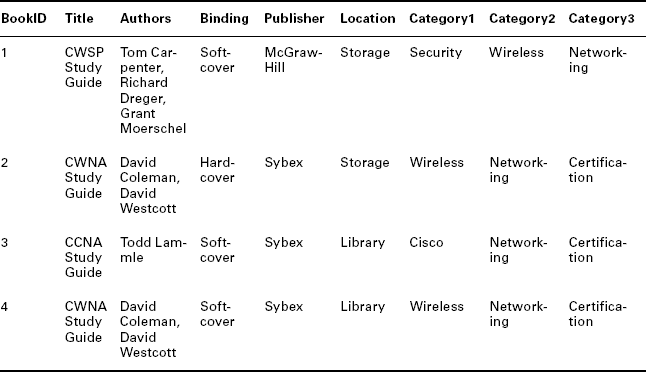 BookID Title Authors Binding Publisher Location Category1 Category2 Category3
1 CWSP Tom Car- Soft- McGraw- Storage Security Wireless Network-
Study penter, cover Hill ing
Guide Richard
Dreger,
Grant
Moerschel
2 CWNA David Hard- Sybex Storage Wireless Network- Certifica-
Study Coleman, cover ing tion
Guide David
Westcott
3 CCNA Todd Lam- Soft- Sybex Library Cisco Network- Certifica-
Study mle cover ing tion
Guide
4 CWNA David Soft- Sybex Library Wireless Network- Certifica-
Study Coleman, cover ing tion
Guide David
Westcott